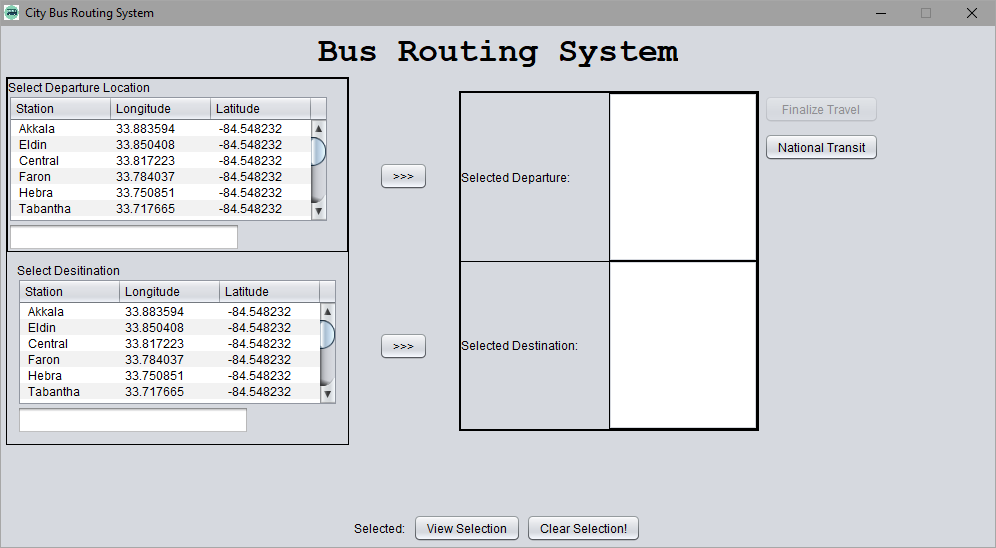 City Bus Routing System
Bus Routing System
Select Departure Location
Station Longitude Latitude
Akkala 33.883594 -84.548232
Eldin 33.850408 -84.548232
Central 33.817223 -84.548232
Faron 33.784037 -84.548232
Hebra 33.750851 -84.548232
Tabantha 33.717665 -84.548232
Select Desitination
Station Longitude Latitude
Akkala 33.883594 -84.548232
Eldin 33.850408 -84.548232
Central 33.817223 -84.548232
Faron 33.784037 -84.548232
Hebra 33.750851 -84.548232
Tabantha 33.717665 -84.548232
>>>
>>>
Selected Departure:
Selected Destination:
Finalize Travel
National Transit
Selected: View Selection Clear Selection!